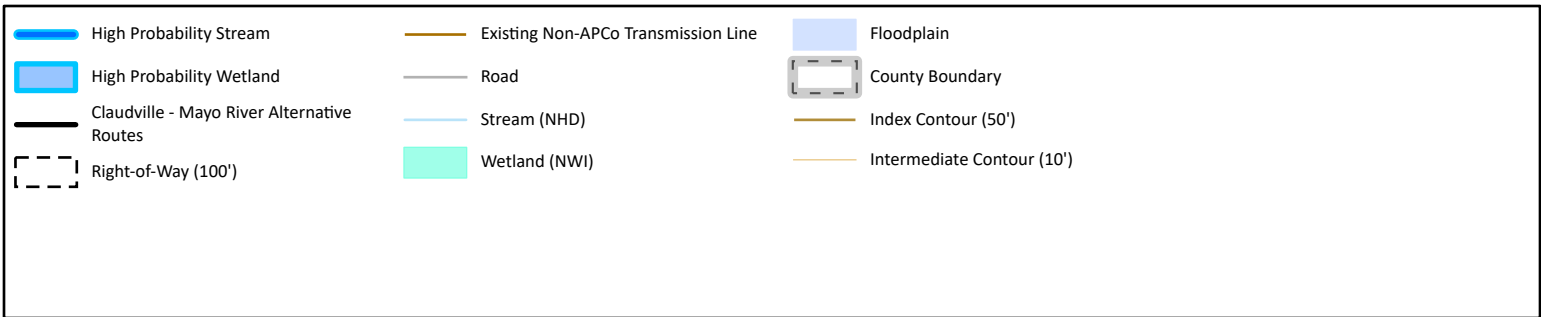 High Probability Stream
High Probability Wetland
Claudville - Mayo River Alternative
Routes
Right-of-Way (100')
Existing Non-APCo Transmission Line
Road
Stream (NHD)
Wetland (NWI)
Floodplain
County Boundary
Index Contour (50')
Intermediate Contour (10')